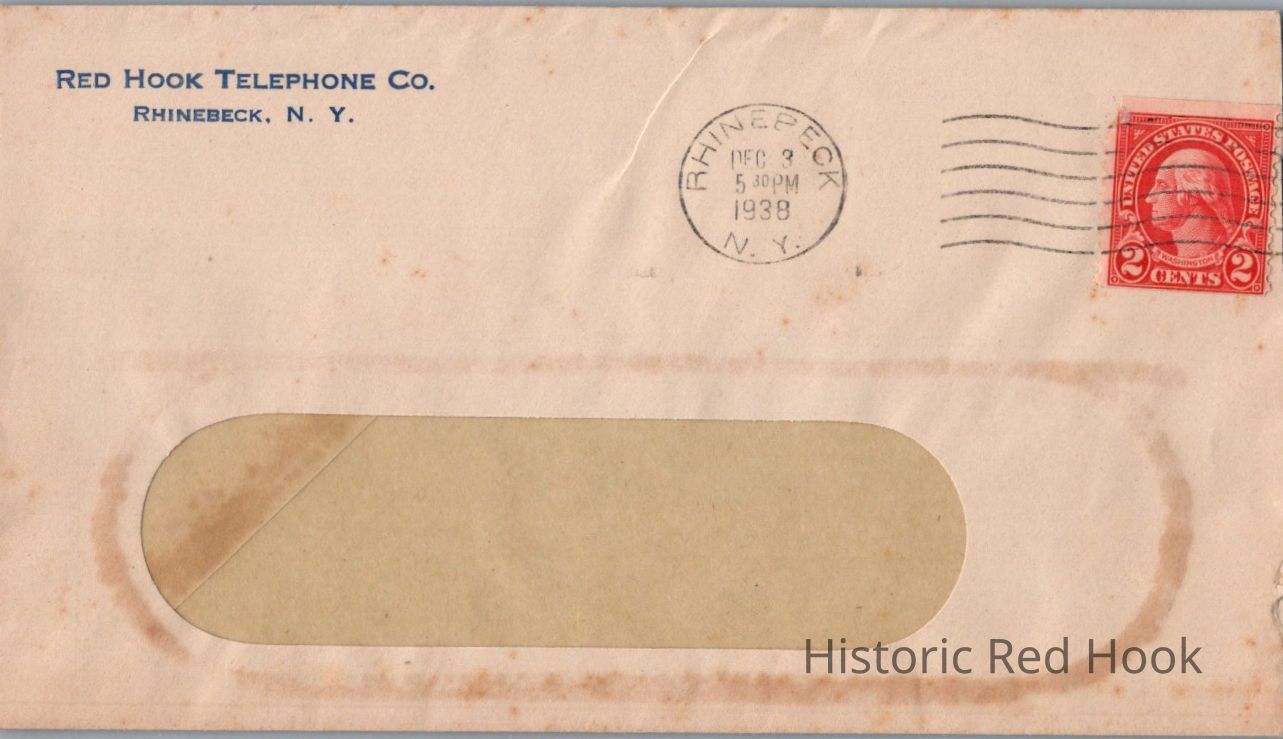 RED HOOK TELEPHONE CO.
RHINEBECK, N. Y.
RHINEBECK
DEC 3
5 30 PM
1938
N. Y.
UNITED STATES POSTAGE
WASHINGTON
2 CENTS 2
Historic Red Hook